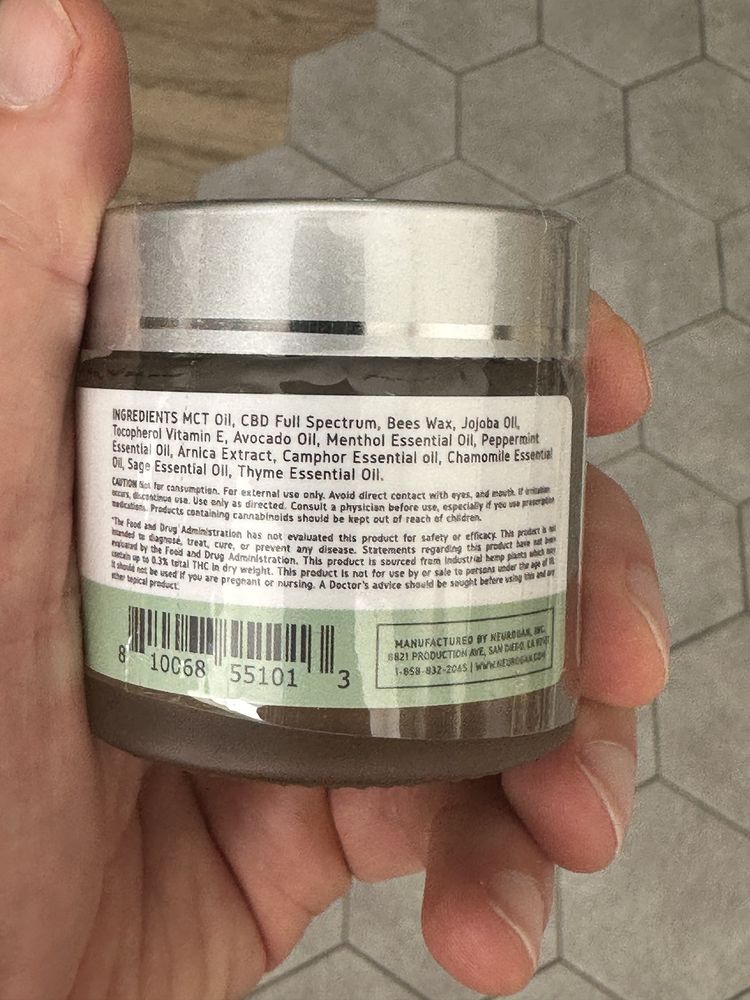 INGREDIENTS MCT Oil, CBD Full Spectrum, Bees Wax, Jojoba Oil,
Tocopherol Vitamin E, Avocado Oil, Menthol Essential Oil, Peppermint
Essential Oil, Arnica Extract, Camphor Essential oil, Chamomile Essential
Oil, Sage Essential Oil, Thyme Essential Oil.
CAUTION Not for consumption. For external use only. Avoid direct contact with eyes, and mouth. If irritation
occurs, discontinue use. Use only as directed. Consult a physician before use, especially if you use prescription
medications. Products containing cannabinoids should be kept out of reach of children.
*The Food and Drug Administration has not evaluated this product for safety or efficacy. This product is not
intended to diagnose, treat, cure, or prevent any disease. Statements regarding this product have not been
evaluated by the Food and Drug Administration. This product is sourced from industrial hemp plants which may
contain up to 0.3% total THC in dry weight. This product is not for use by or sale to persons under the age of 18.
It should not be used if you are pregnant or nursing. A Doctor's advice should be sought before using this and any
other topical product.
MANUFACTURED BY NEUROGAN, INC.
8821 PRODUCTION AVE, SAN DIEGO, CA 92121
1-858-832-2065 | WWW.NEUROGAN.COM
8 10068 55101 3